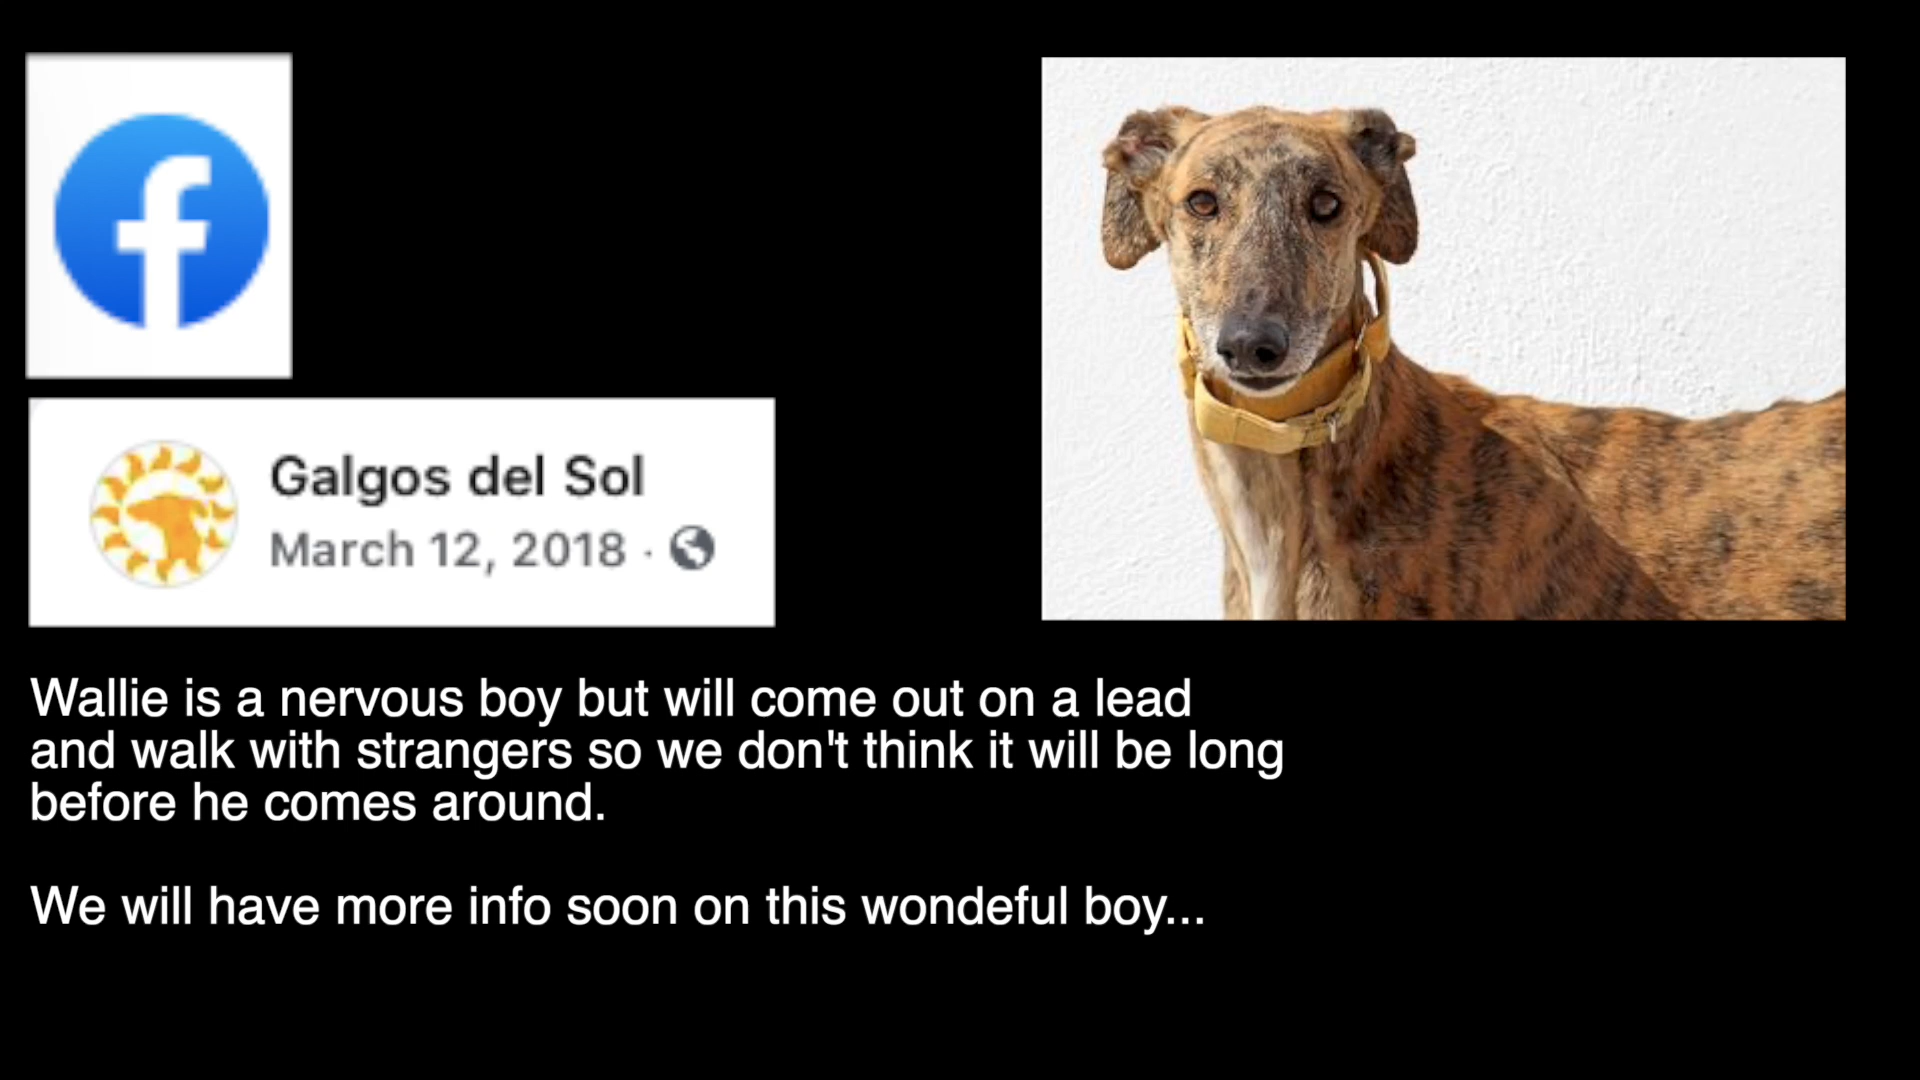 Galgos del Sol
March 12, 2018 ·
Wallie is a nervous boy but will come out on a lead
and walk with strangers so we don't think it will be long
before he comes around.
We will have more info soon on this wondeful boy...